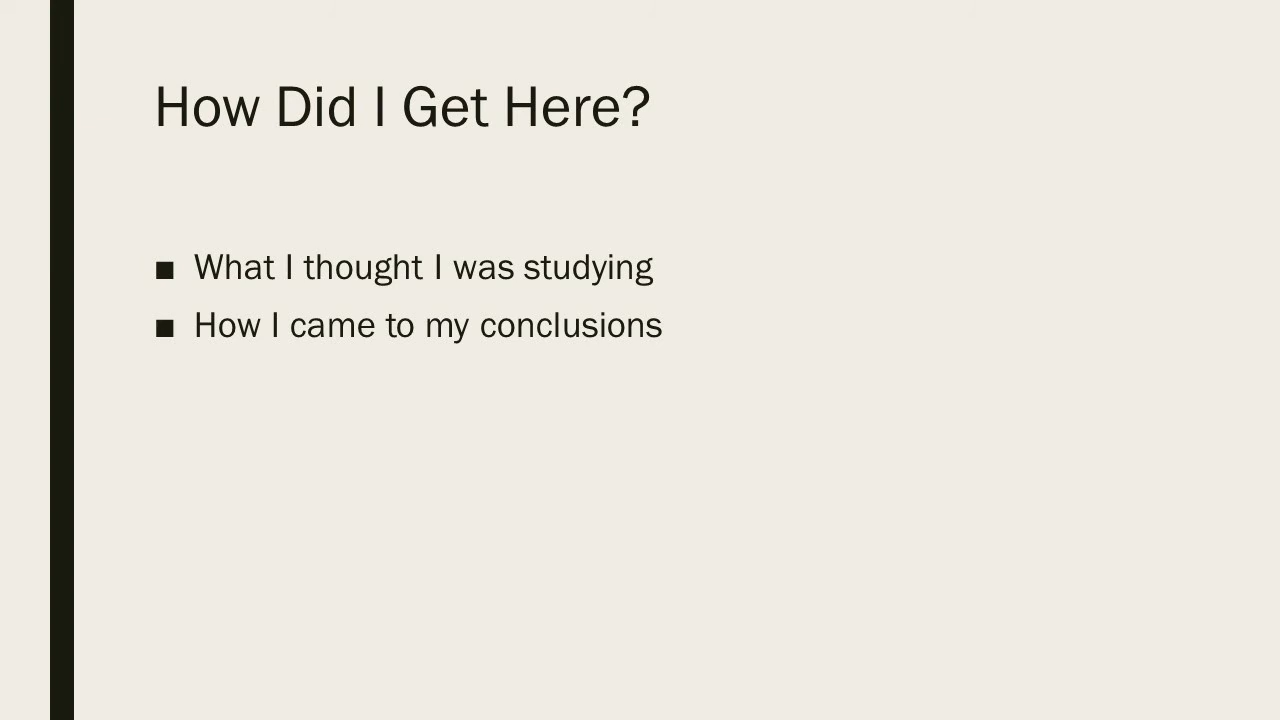 How Did I Get Here?
■ What I thought I was studying
■ How I came to my conclusions